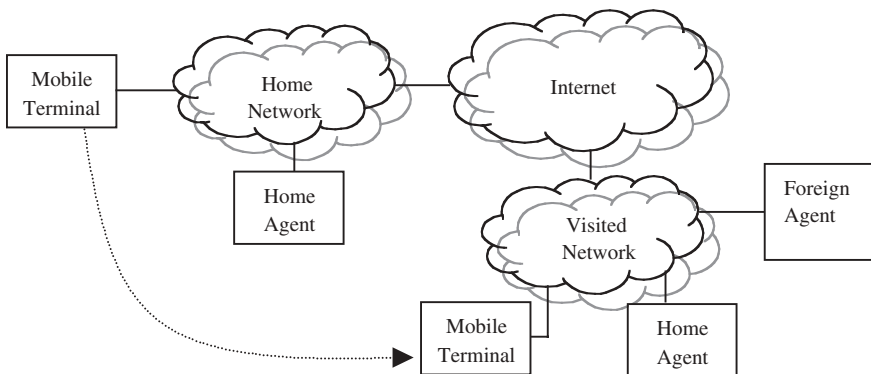 Mobile
Terminal
Home
Network
Internet
Home
Agent
Foreign
Agent
Visited
Network
Mobile
Terminal
Home
Agent